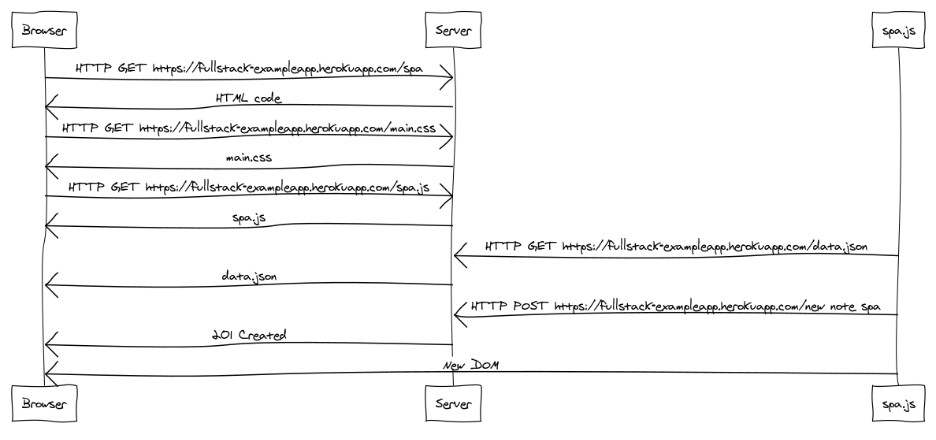 Browser Server spa.js
HTTP GET https://fullstack-exampleapp.herokuapp.com/spa
HTML code
HTTP GET https://fullstack-exampleapp.herokuapp.com/main.css
main.css
HTTP GET https://fullstack-exampleapp.herokuapp.com/spa.js
spa.js
HTTP GET https://fullstack-exampleapp.herokuapp.com/data.json
data.json
HTTP POST https://fullstack-exampleapp.herokuapp.com/new note spa
201 Created
New DOM
Browser Server spa.js